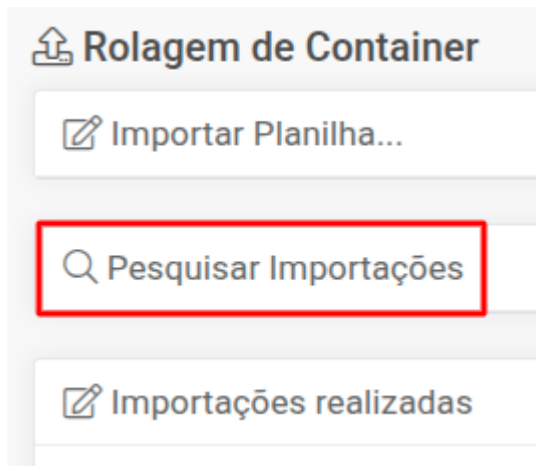 Rolagem de Container
Importar Planilha...
Pesquisar Importações
Importações realizadas